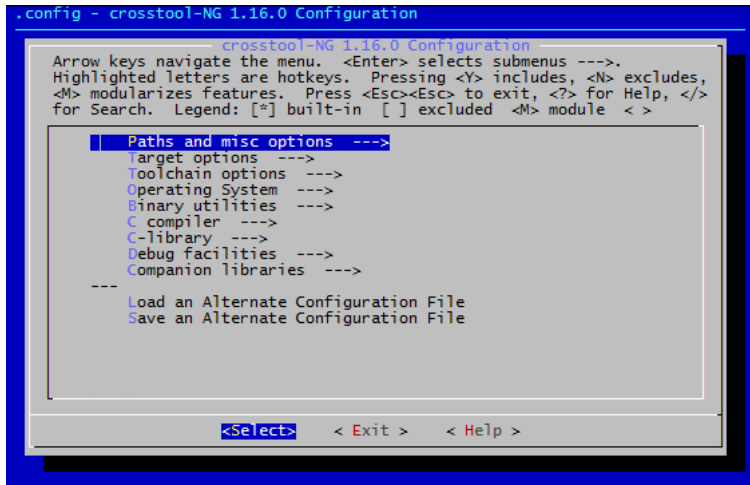 .config - crosstool-NG 1.16.0 Configuration
crosstool-NG 1.16.0 Configuration
Arrow keys navigate the menu.  <Enter> selects submenus --->.
Highlighted letters are hotkeys.  Pressing <Y> includes, <N> excludes,
<M> modularizes features.  Press <Esc><Esc> to exit, <?> for Help, </>
for Search.  Legend: [*] built-in  [ ] excluded  <M> module  < >
Paths and misc options  --->
Target options  --->
Toolchain options  --->
Operating System  --->
Binary utilities  --->
C compiler  --->
C-library  --->
Debug facilities  --->
Companion libraries  --->
---
Load an Alternate Configuration File
Save an Alternate Configuration File
<Select>    < Exit >    < Help >